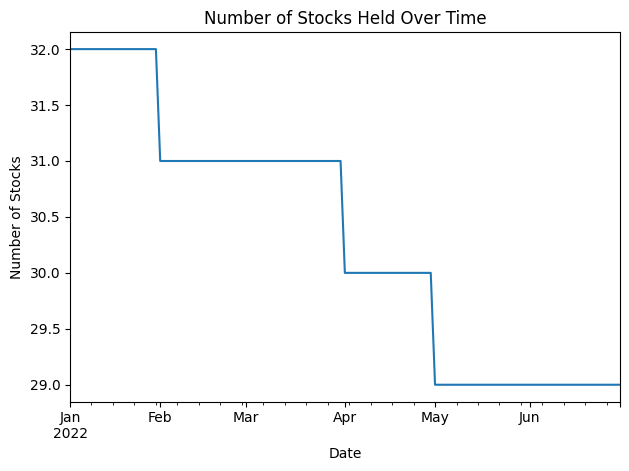 Number of Stocks Held Over Time
Number of Stocks
32.0
31.5
31.0
30.5
30.0
29.5
29.0
Jan Feb Mar Apr May Jun
2022
Date